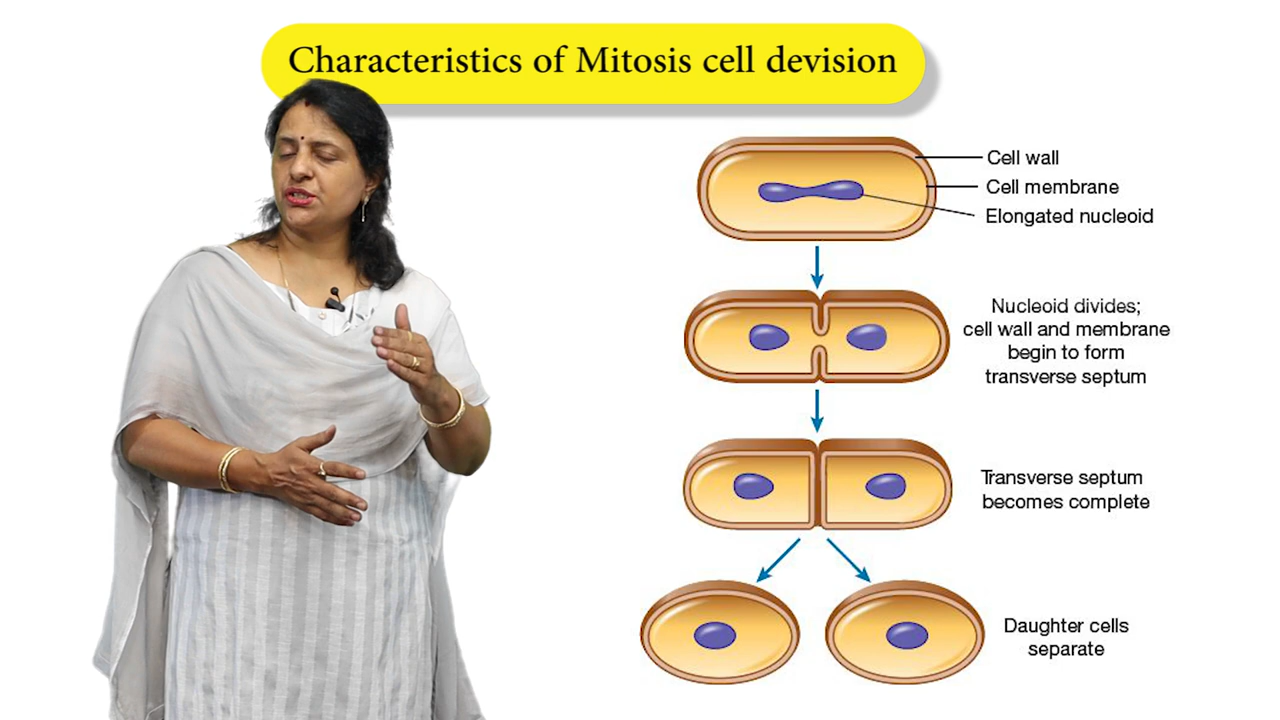 Characteristics of Mitosis cell devision
Cell wall
Cell membrane
Elongated nucleoid
Nucleoid divides;
cell wall and membrane
begin to form
transverse septum
Transverse septum
becomes complete
Daughter cells
separate